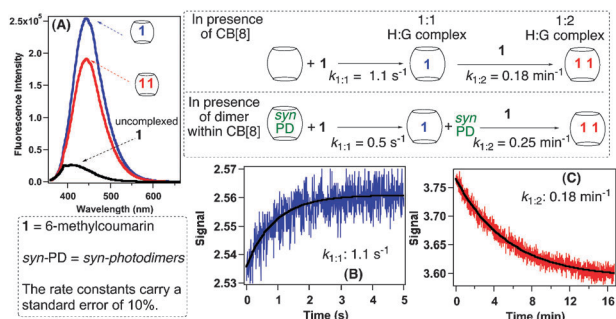 (A)
2.5x10⁵
2.0
1.5
1.0
0.5
0.0
Fluorescence Intensity
1
11
uncomplexed
1
400 500 600
Wavelength (nm)
1 = 6-methylcoumarin
syn-PD = syn-photodimers
The rate constants carry a
standard error of 10%.
In presence
of CB[8]
1:1
H:G complex
1:2
H:G complex
+ 1
k1:1 = 1.1 s⁻¹
1
1
k1:2 = 0.18 min⁻¹
11
In presence
of dimer
within CB[8]
syn
PD
+ 1
k1:1 = 0.5 s⁻¹
1
+
syn
PD
1
k1:2 = 0.25 min⁻¹
11
2.57
2.56
2.54
2.53
Signal
k1:1: 1.1 s⁻¹
(B)
0 1 2 3 4 5
Time (s)
(C)
k1:2: 0.18 min⁻¹
3.75
3.70
3.65
3.60
Signal
0 4 8 12 16
Time (min)